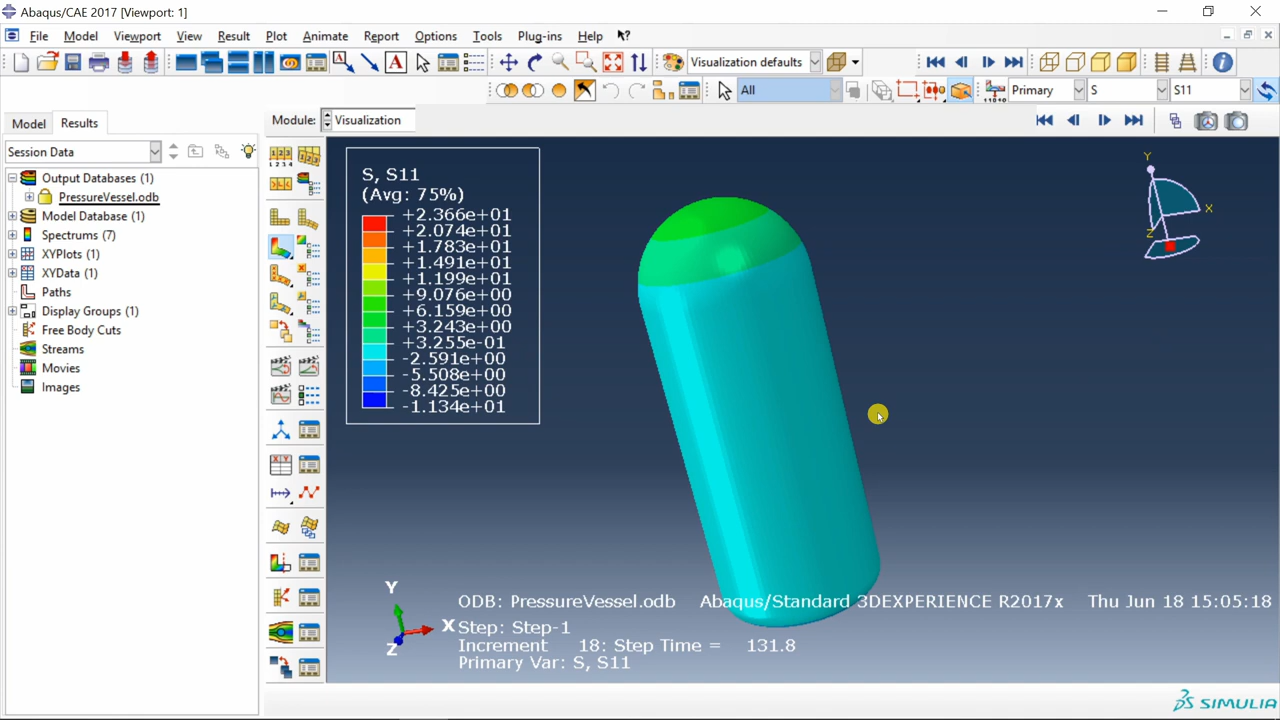 Abaqus/CAE 2017 [Viewport: 1]
File Model Viewport View Result Plot Animate Report Options Tools Plug-ins Help
Visualization defaults
All Primary S S11
Model Results Module: Visualization
Session Data
Output Databases (1)
PressureVessel.odb
Model Database (1)
Spectrums (7)
XYPlots (1)
XYData (1)
Paths
Display Groups (1)
Free Body Cuts
Streams
Movies
Images
S, S11
(Avg: 75%)
+2.366e+01
+2.074e+01
+1.783e+01
+1.491e+01
+1.199e+01
+9.076e+00
+6.159e+00
+3.243e+00
+3.255e-01
-2.591e+00
-5.508e+00
-8.425e+00
-1.134e+01
Y
X
Z
Y
X
Z
ODB: PressureVessel.odb Abaqus/Standard 3DEXPERIENCE R2017x Thu Jun 15:05:18
Step: Step-1
Increment 18: Step Time = 131.8
Primary Var: S, S11
SIMULIA